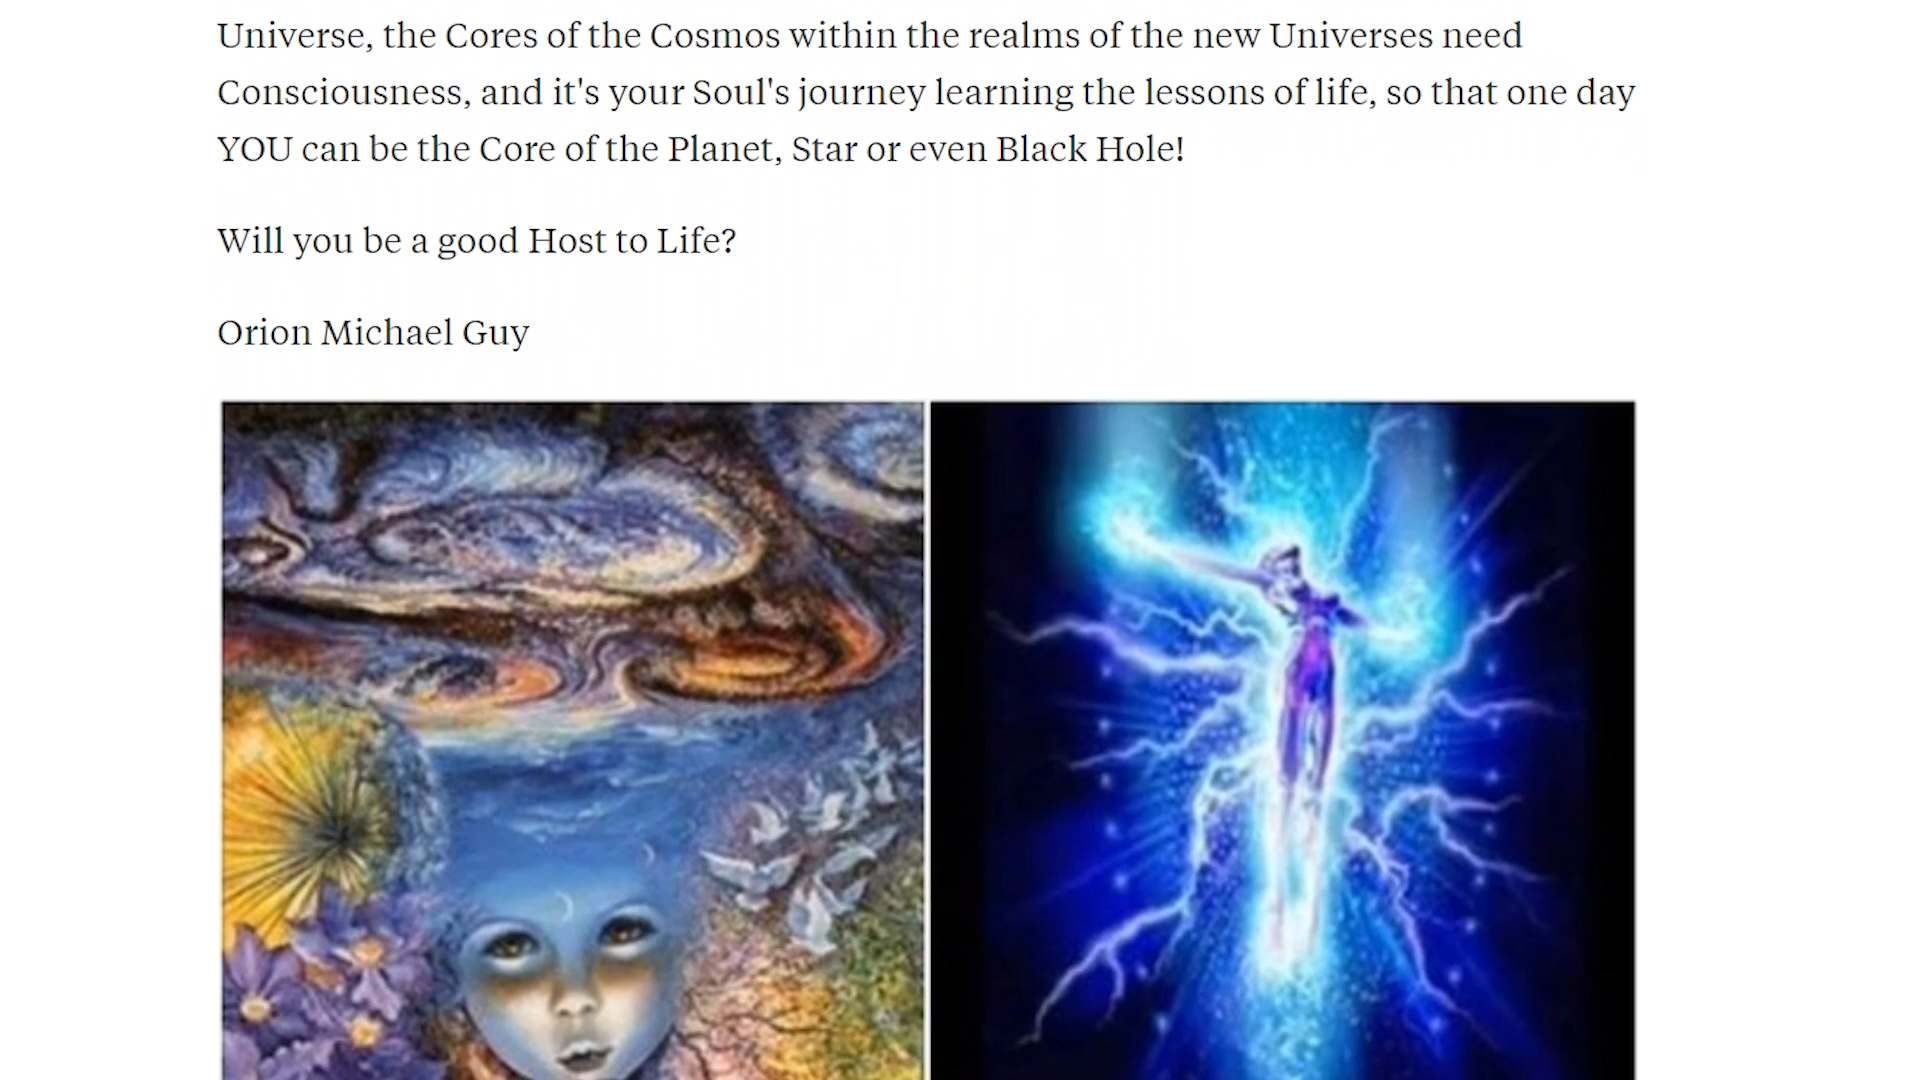 Universe, the Cores of the Cosmos within the realms of the new Universes need
Consciousness, and it's your Soul's journey learning the lessons of life, so that one day
YOU can be the Core of the Planet, Star or even Black Hole!
Will you be a good Host to Life?
Orion Michael Guy